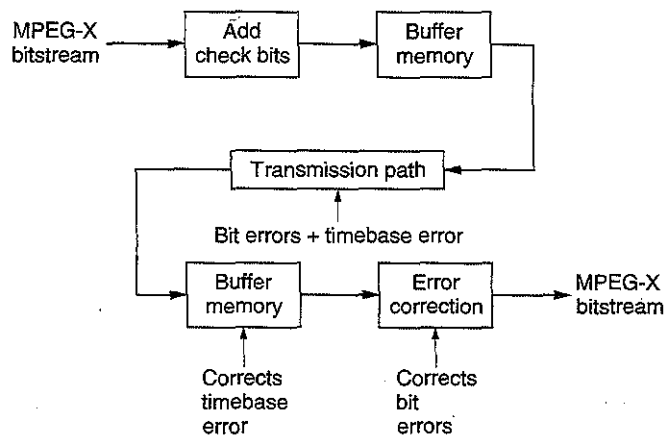 MPEG-X
bitstream
Add
check bits
Buffer
memory
Transmission path
Bit errors + timebase error
Buffer
memory
Error
correction
MPEG-X
bitstream
Corrects
timebase
error
Corrects
bit
errors